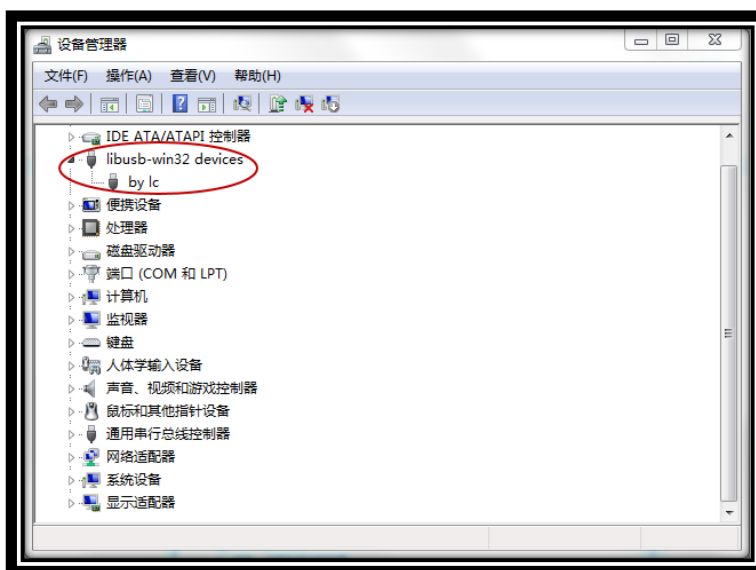 设备管理器
文件(F) 操作(A) 查看(V) 帮助(H)
IDE ATA/ATAPI 控制器
libusb-win32 devices
by lc
便携设备
处理器
磁盘驱动器
端口 (COM 和 LPT)
计算机
监视器
键盘
人体学输入设备
声音、视频和游戏控制器
鼠标和其他指针设备
通用串行总线控制器
网络适配器
系统设备
显示适配器